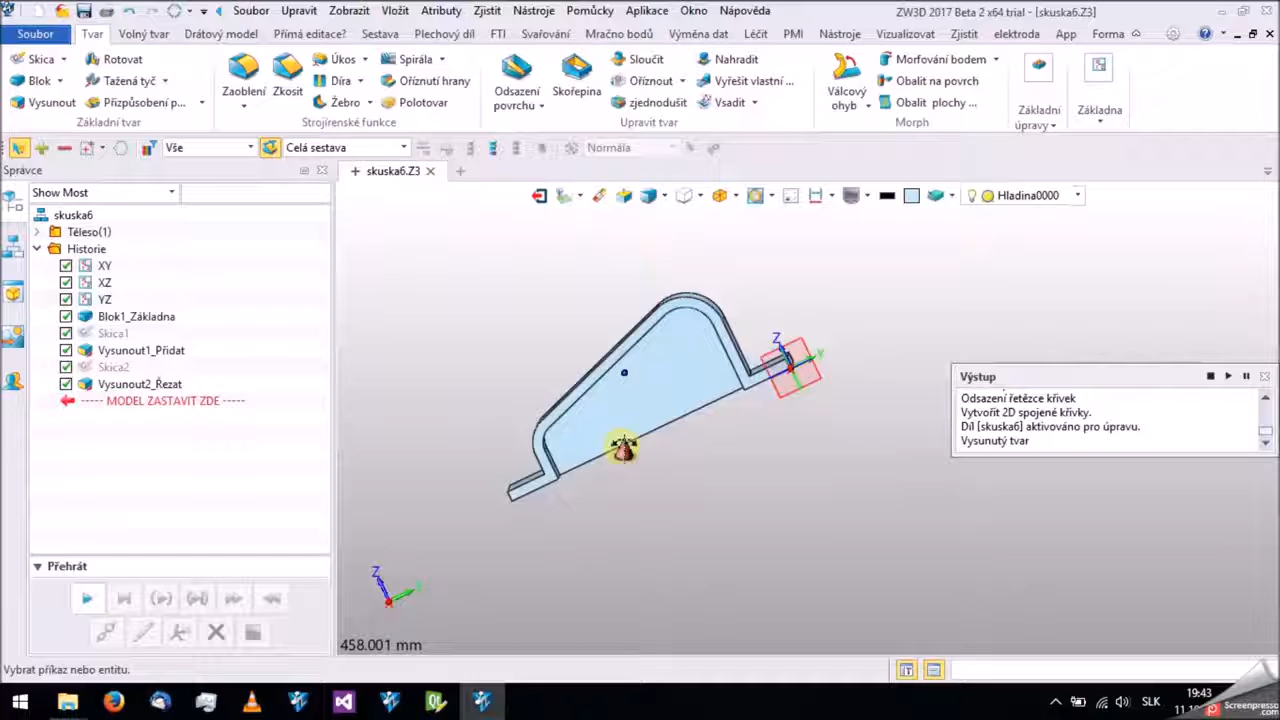 Soubor Upravit Zobrazit Vložit Atributy Zjistit Nástroje Pomůcky Aplikace Okno Nápověda ZW3D 2017 Beta 2 x64 trial - [skuska6.Z3]
Soubor Tvar Volný tvar Drátový model Přímá editace? Sestava Plechový díl FTI Svařování Mračno bodů Výměna dat Léčit PMI Nástroje Vizualizovat Zjistit elektroda App Forma
Skica Rotovat Úkos Spirála Sloučit Nahradit Morfování bodem
Blok Tažená tyč Díra Oříznutí hrany Oříznout Vyřešit vlastní ... Obalit na povrch
Vysunout Přizpůsobení p... Zaoblení Zkosit Žebro Polotovar Odsazení povrchu Skořepina zjednodušit Vsadit Válcový ohyb Obalit plochy ... Základní úpravy Základna
Základní tvar Strojírenské funkce Upravit tvar Morph
Vše Celá sestava Normála
Správce skuska6.Z3
Show Most Hladina0000
skuska6
Těleso(1)
Historie
XY
XZ
YZ
Blok1_Základna
Skica1
Vysunout1_Přidat
Skica2
Vysunout2_Řezat
----- MODEL ZASTAVIT ZDE -----
Z
Y
Výstup
Odsazení řetězce křivek
Vytvořit 2D spojené křivky.
Díl [skuska6] aktivováno pro úpravu.
Vysunutý tvar
Přehrát
Z
458.001 mm
Vybrat příkaz nebo entitu.
SLK
19:43
Screenpresso
.com